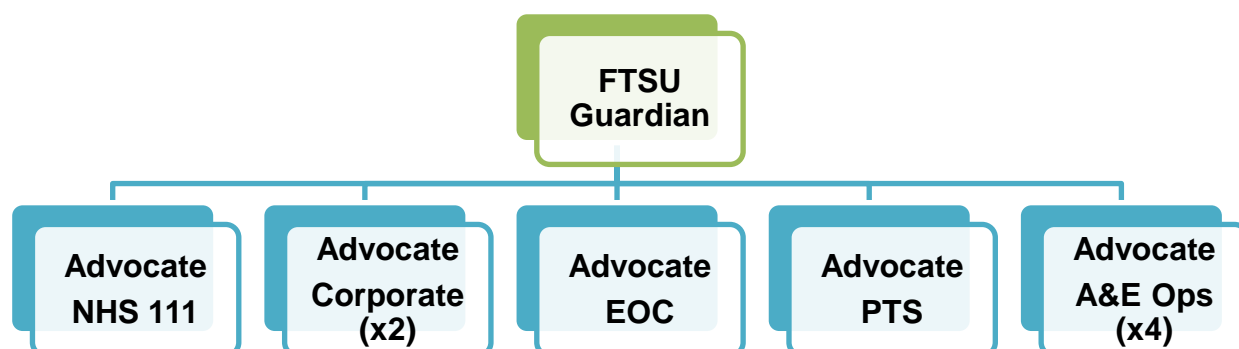 FTSU
Guardian
Advocate
NHS 111
Advocate
Corporate
(x2)
Advocate
EOC
Advocate
PTS
Advocate
A&E Ops
(x4)